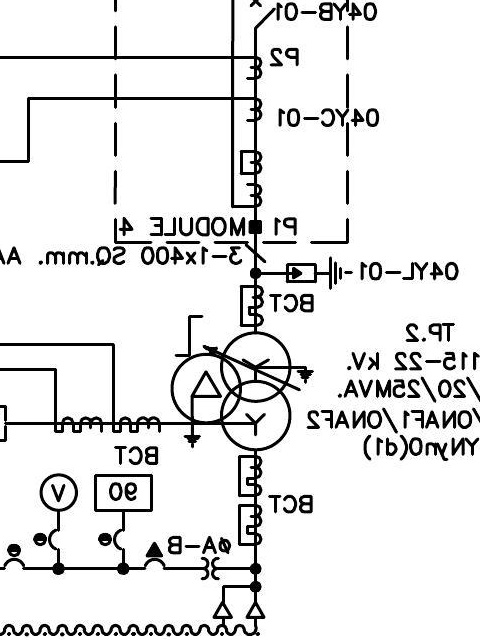 04YB-01
P2
04YC-01
P1
MODULE 4
3-1x400 SQ.mm. A
04YL-01
BCT
TP.2
115-22 kV.
/20/25MVA.
/ONAF1/ONAF2
YNyn0(d1)
BCT
V
90
BCT
ØA-B